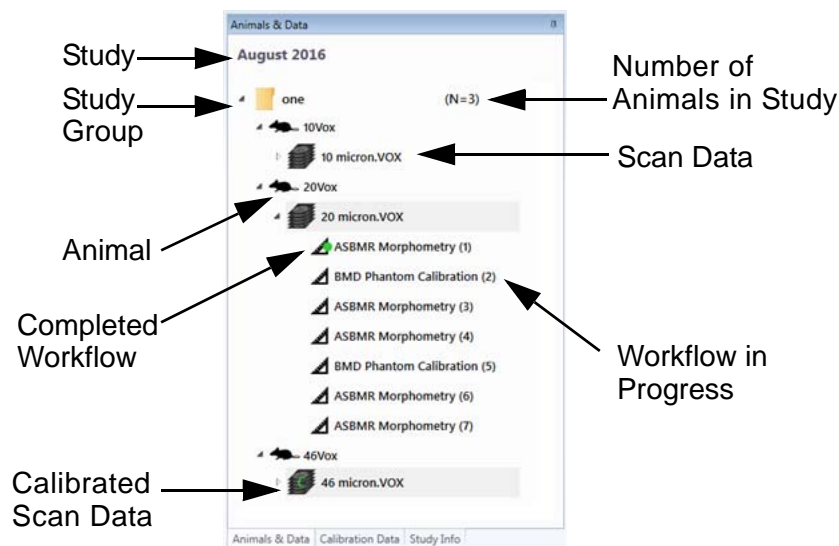 Animals & Data
Study
August 2016
Number of
Animals in Study
Study
Group
one
(N=3)
10Vox
10 micron.VOX
Scan Data
20Vox
20 micron.VOX
Animal
ASBMR Morphometry (1)
BMD Phantom Calibration (2)
Completed
Workflow
ASBMR Morphometry (3)
ASBMR Morphometry (4)
Workflow in
Progress
BMD Phantom Calibration (5)
ASBMR Morphometry (6)
ASBMR Morphometry (7)
46Vox
Calibrated
Scan Data
C
46 micron.VOX
Animals & Data Calibration Data Study Info